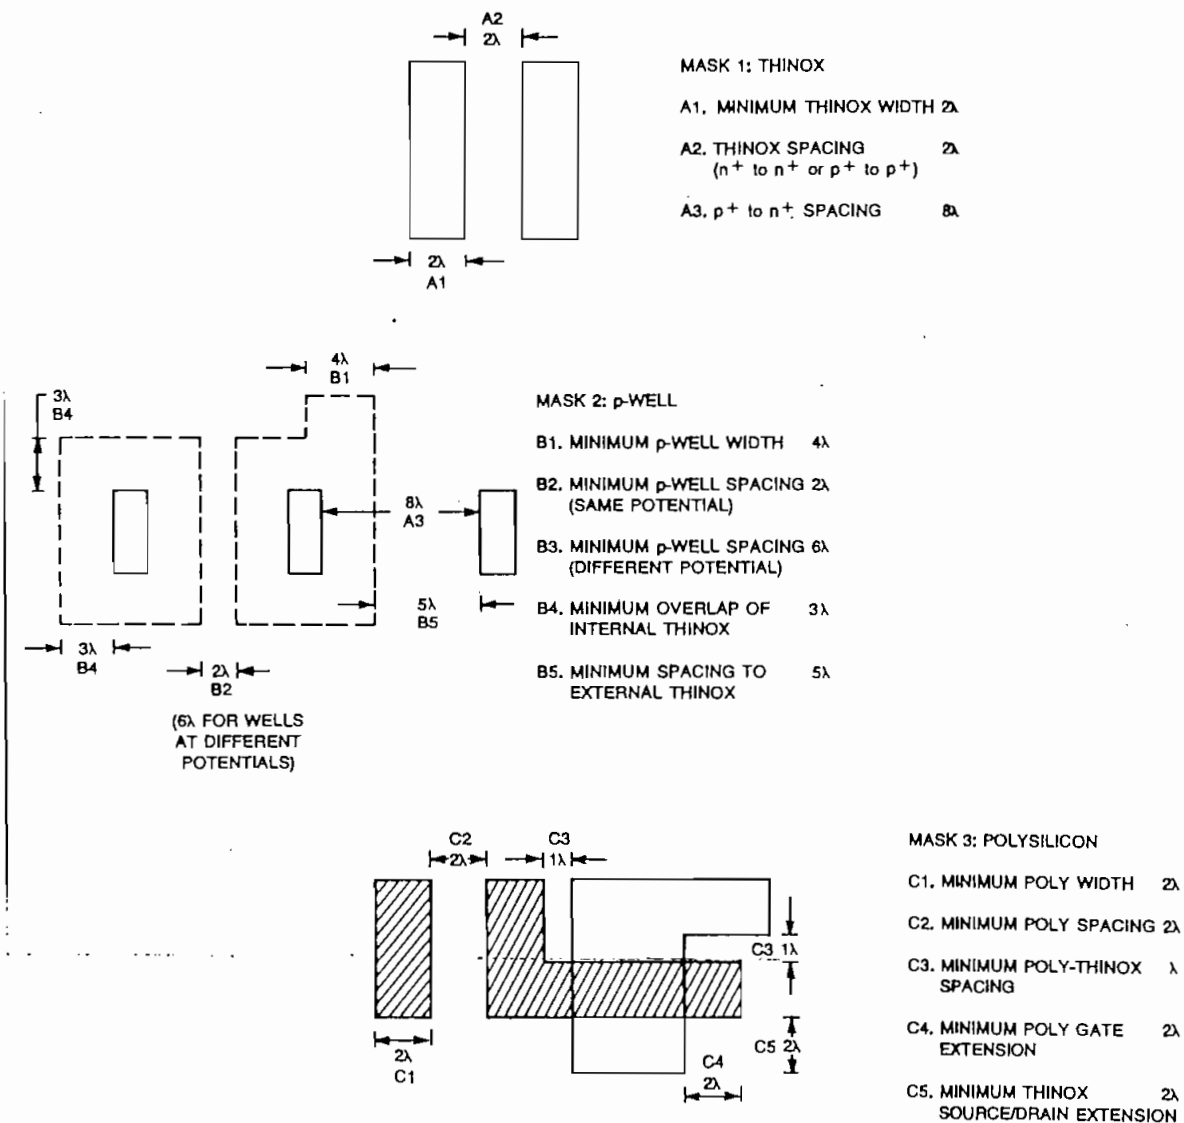 A2
2λ
2λ
A1
MASK 1: THINOX
A1. MINIMUM THINOX WIDTH 2λ
A2. THINOX SPACING 2λ
(n+ to n+ or p+ to p+)
A3. p+ to n+ SPACING 8λ
4λ
B1
3λ
B4
8λ
A3
5λ
B5
3λ
B4
2λ
B2
(6λ FOR WELLS
AT DIFFERENT
POTENTIALS)
MASK 2: p-WELL
B1. MINIMUM p-WELL WIDTH 4λ
B2. MINIMUM p-WELL SPACING 2λ
(SAME POTENTIAL)
B3. MINIMUM p-WELL SPACING 6λ
(DIFFERENT POTENTIAL)
B4. MINIMUM OVERLAP OF 3λ
INTERNAL THINOX
B5. MINIMUM SPACING TO 5λ
EXTERNAL THINOX
C2
2λ
C3
1λ
C3 1λ
C5 2λ
2λ
C1
C4
2λ
MASK 3: POLYSILICON
C1. MINIMUM POLY WIDTH 2λ
C2. MINIMUM POLY SPACING 2λ
C3. MINIMUM POLY-THINOX λ
SPACING
C4. MINIMUM POLY GATE 2λ
EXTENSION
C5. MINIMUM THINOX 2λ
SOURCE/DRAIN EXTENSION